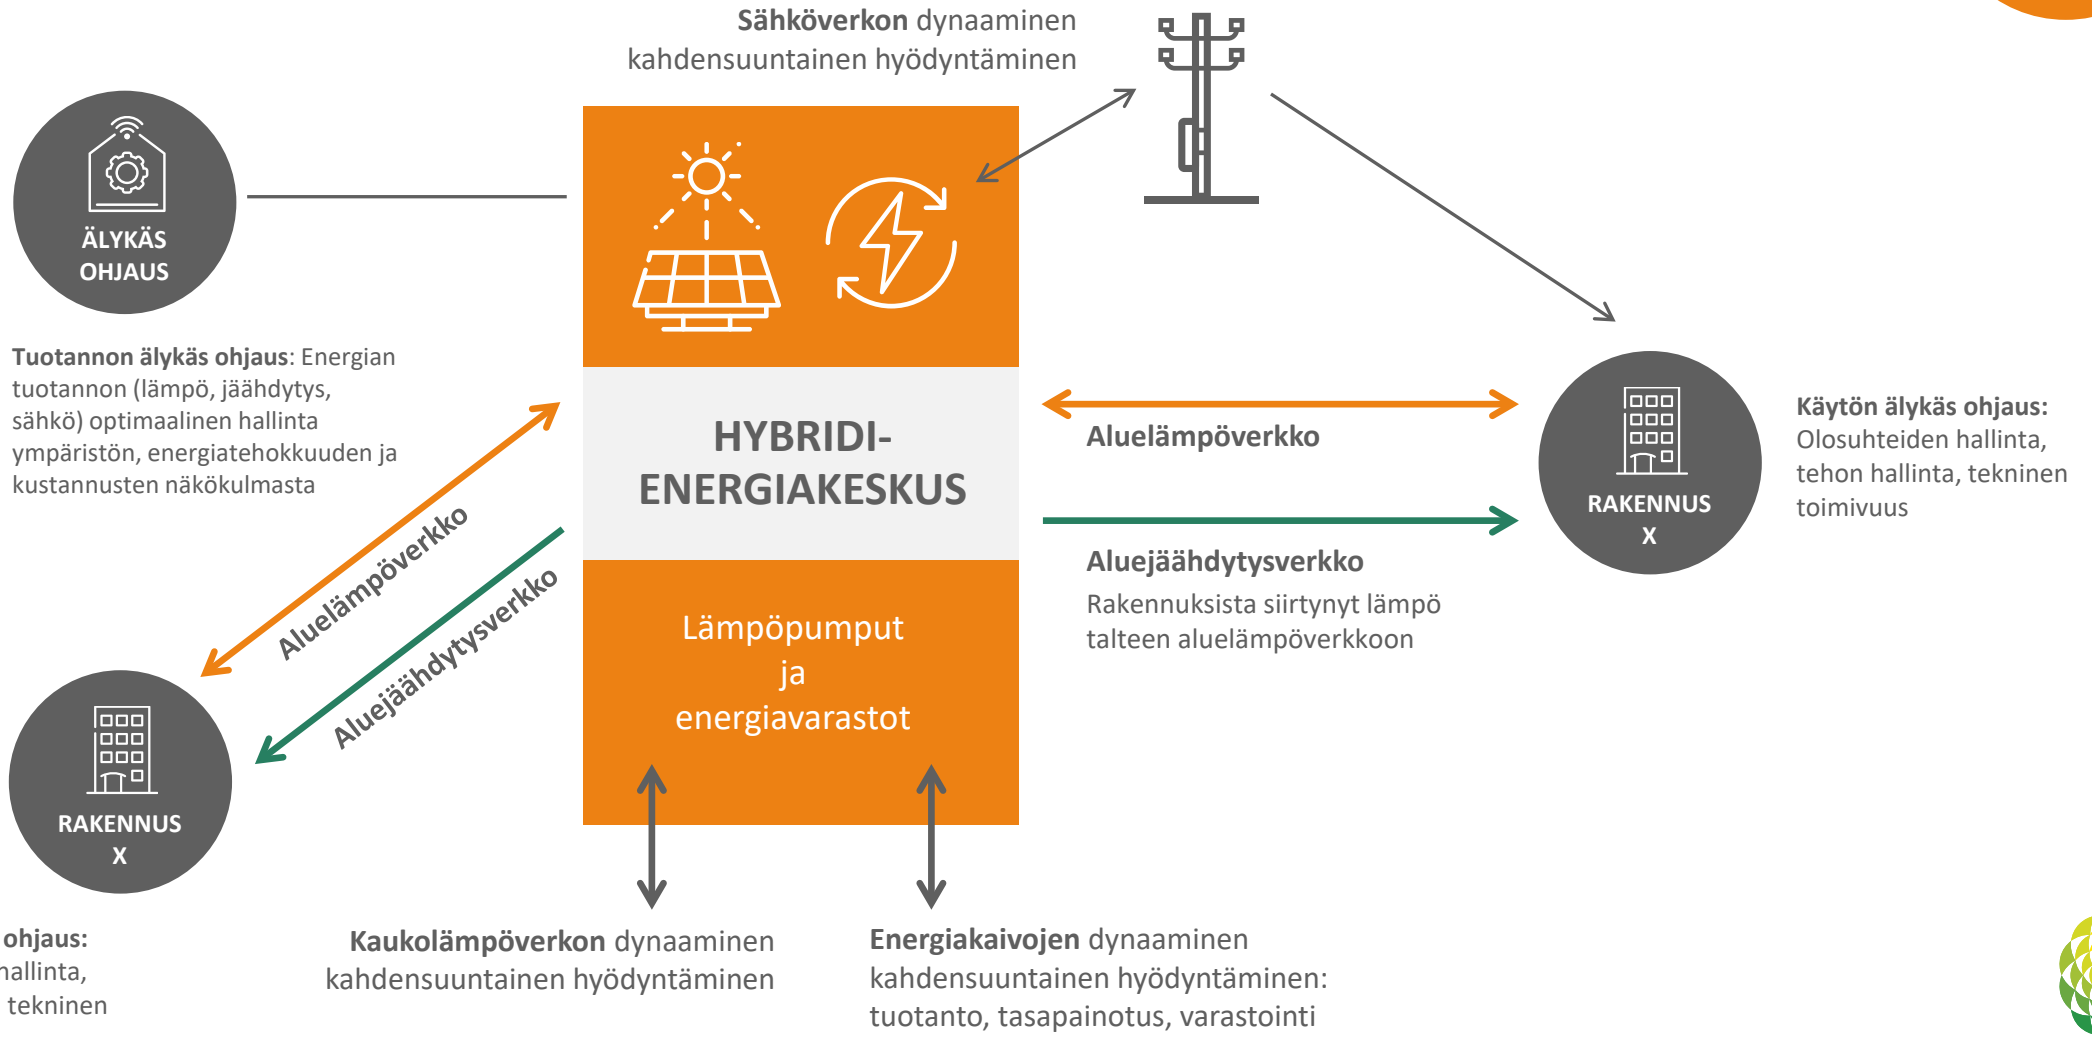 Sähköverkon dynaaminen
kahdensuuntainen hyödyntäminen
ÄLYKÄS
OHJAUS
Tuotannon älykäs ohjaus: Energian
tuotannon (lämpö, jäähdytys,
sähkö) optimaalinen hallinta
ympäristön, energiatehokkuuden ja
kustannusten näkökulmasta
HYBRIDI-
ENERGIAKESKUS
Lämpöpumput
ja
energiavarastot
Aluelämpöverkko
Aluejäähdytysverkko
Aluelämpöverkko
Aluejäähdytysverkko
Rakennuksista siirtynyt lämpö
talteen aluelämpöverkkoon
RAKENNUS
X
Käytön älykäs ohjaus:
Olosuhteiden hallinta,
tehon hallinta, tekninen
toimivuus
RAKENNUS
X
ohjaus:
hallinta,
tekninen
Kaukolämpöverkon dynaaminen
kahdensuuntainen hyödyntäminen
Energiakaivojen dynaaminen
kahdensuuntainen hyödyntäminen:
tuotanto, tasapainotus, varastointi